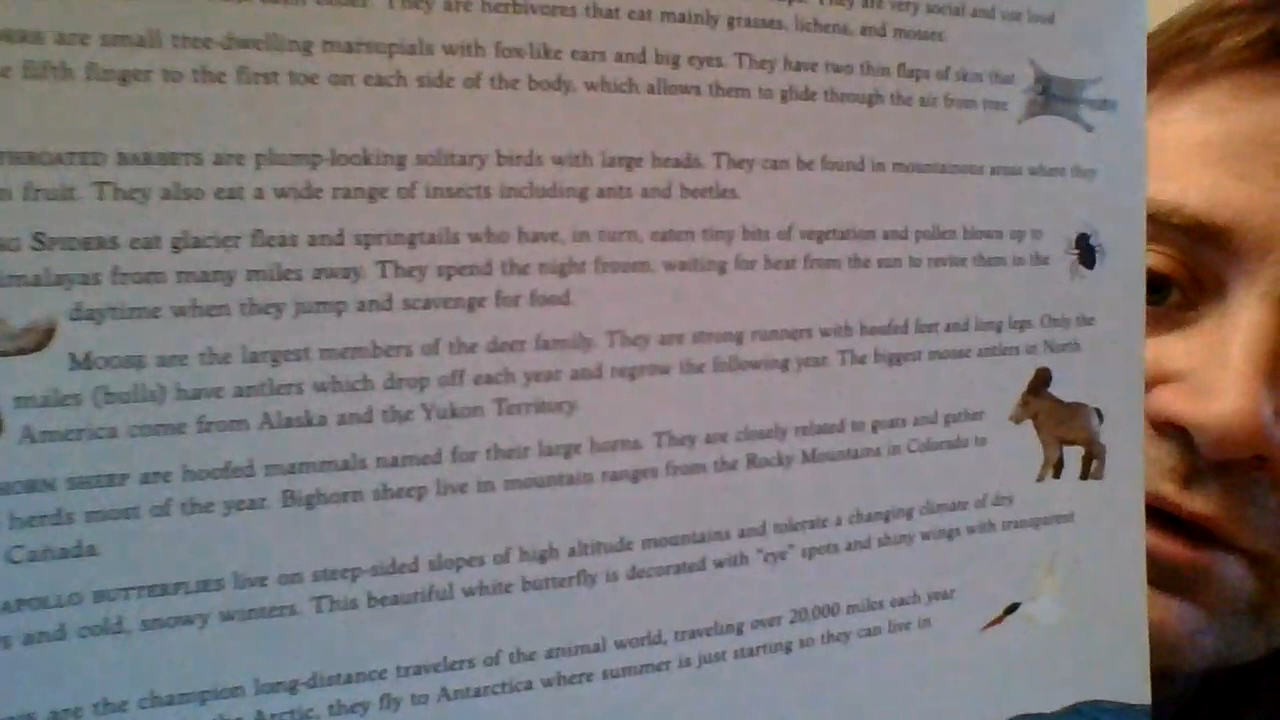 They are herbivores that eat mainly grasses, lichens, and mosses. They are very social and use loud
are small tree-dwelling marsupials with fox-like ears and big eyes. They have two thin flaps of skin that
fifth finger to the first toe on each side of the body, which allows them to glide through the air from tree
THROATED BARBETS are plump-looking solitary birds with large heads. They can be found in mountainous areas where they
fruit. They also eat a wide range of insects including ants and beetles.
SPIDERS eat glacier fleas and springtails who have, in turn, eaten tiny bits of vegetation and pollen blown up to
imalayas from many miles away. They spend the night frozen, waiting for heat from the sun to revive them in the
daytime when they jump and scavenge for food.
MOOSE are the largest members of the deer family. They are strong runners with hoofed feet and long legs. Only the
males (bulls) have antlers which drop off each year and regrow the following year. The biggest moose antlers in North
America come from Alaska and the Yukon Territory.
SHEEP are hoofed mammals named for their large horns. They are closely related to goats and gather
herds most of the year. Bighorn sheep live in mountain ranges from the Rocky Mountains in Colorado to
Canada.
APOLLO BUTTERFLIES live on steep-sided slopes of high altitude mountains and tolerate a changing climate of dry
and cold, snowy winters. This beautiful white butterfly is decorated with "eye" spots and shiny wings with transparent
are the champion long-distance travelers of the animal world, traveling over 20,000 miles each year
Arctic, they fly to Antarctica where summer is just starting so they can live in